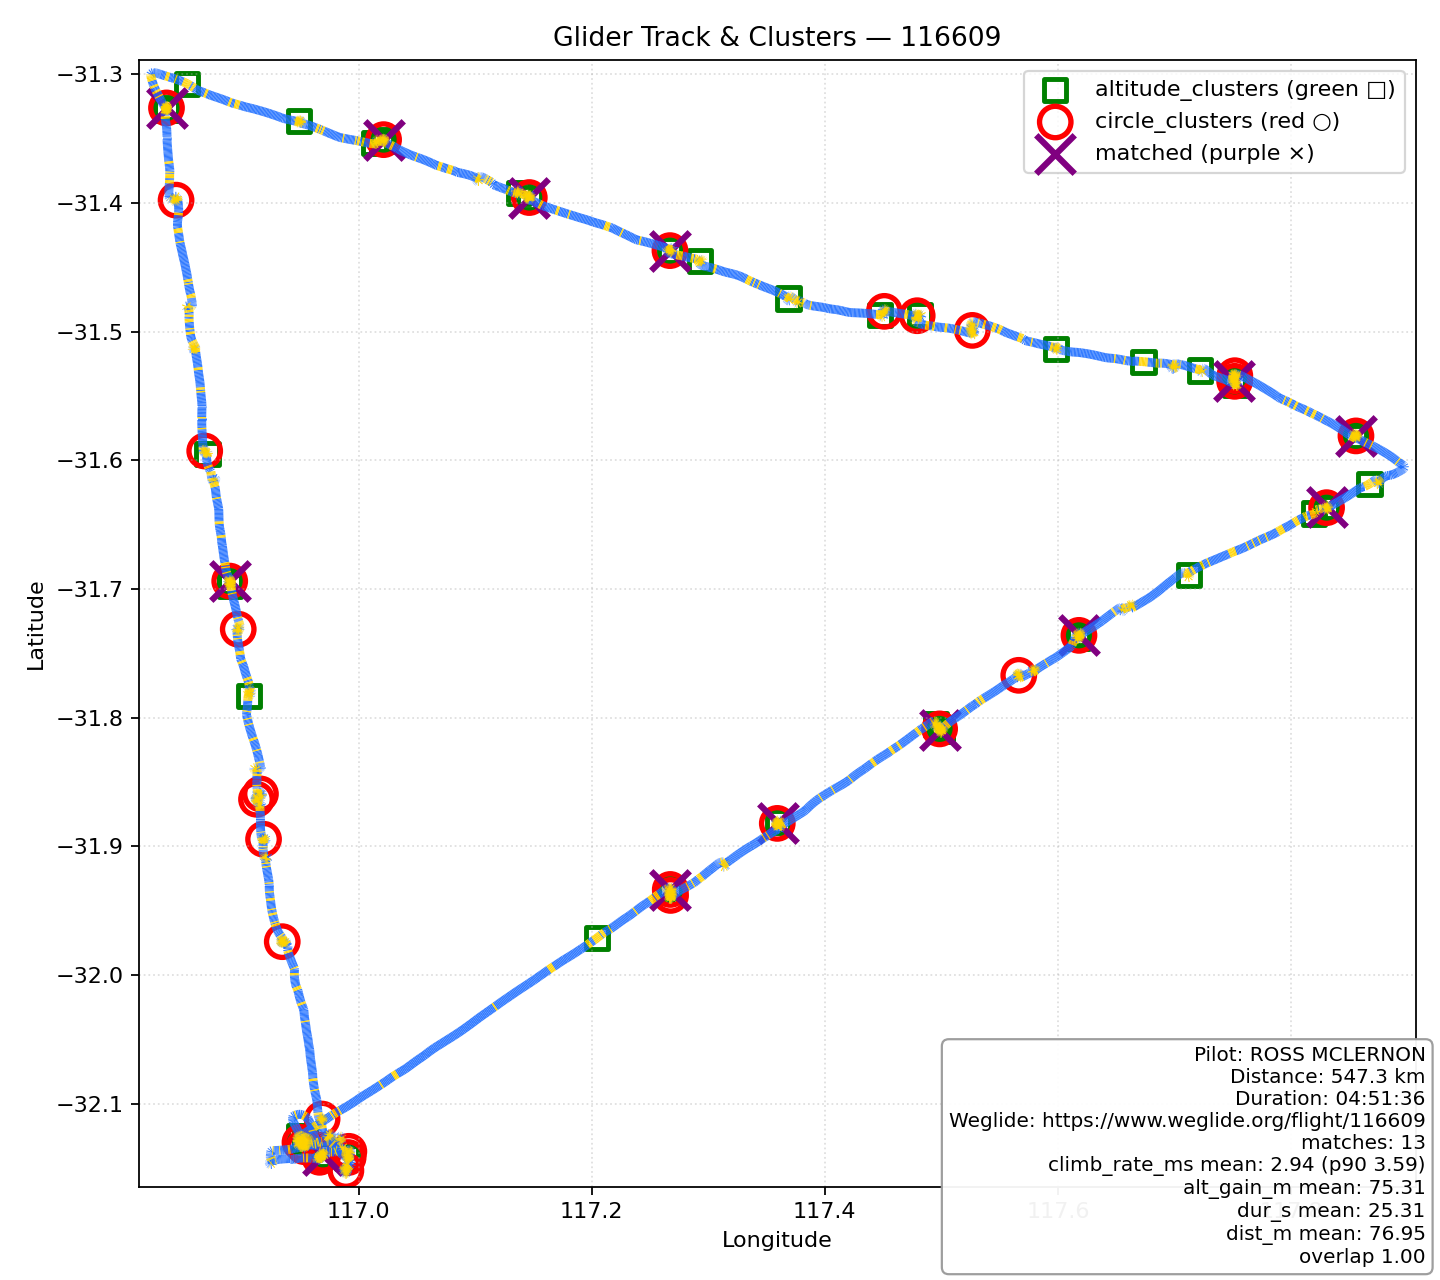 Glider Track & Clusters — 116609
altitude_clusters (green □)
circle_clusters (red ○)
matched (purple ×)
Latitude
−31.3
−31.4
−31.5
−31.6
−31.7
−31.8
−31.9
−32.0
−32.1
117.0
117.2
117.4
117.6
Longitude
Pilot: ROSS MCLERNON
Distance: 547.3 km
Duration: 04:51:36
Weglide: https://www.weglide.org/flight/116609
matches: 13
climb_rate_ms mean: 2.94 (p90 3.59)
alt_gain_m mean: 75.31
dur_s mean: 25.31
dist_m mean: 76.95
overlap 1.00